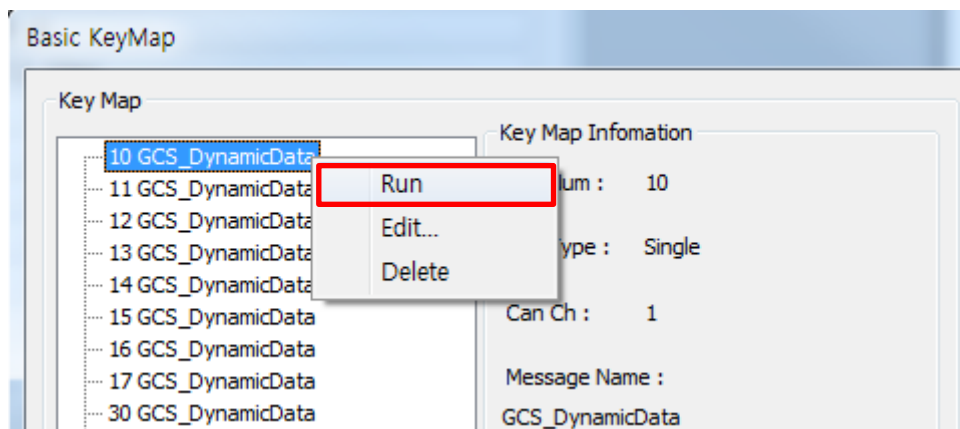 Basic KeyMap
Key Map
10 GCS_DynamicData
11 GCS_DynamicData
12 GCS_DynamicData
13 GCS_DynamicData
14 GCS_DynamicData
15 GCS_DynamicData
16 GCS_DynamicData
17 GCS_DynamicData
30 GCS_DynamicData
Run
Edit...
Delete
Key Map Infomation
10
Single
Can Ch : 1
Message Name :
GCS_DynamicData